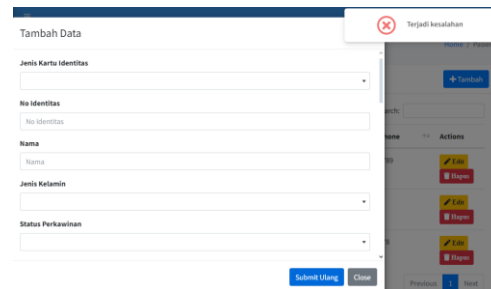 Terjadi kesalahan
Tambah Data
Home /
Jenis Kartu Identitas
+ Tambah
No Identitas
No Identitas
Nama
Actions
Nama
Edit
Hapus
Jenis Kelamin
Edit
Hapus
Status Perkawinan
Edit
Hapus
Submit Ulang Close
Previous 1 Next